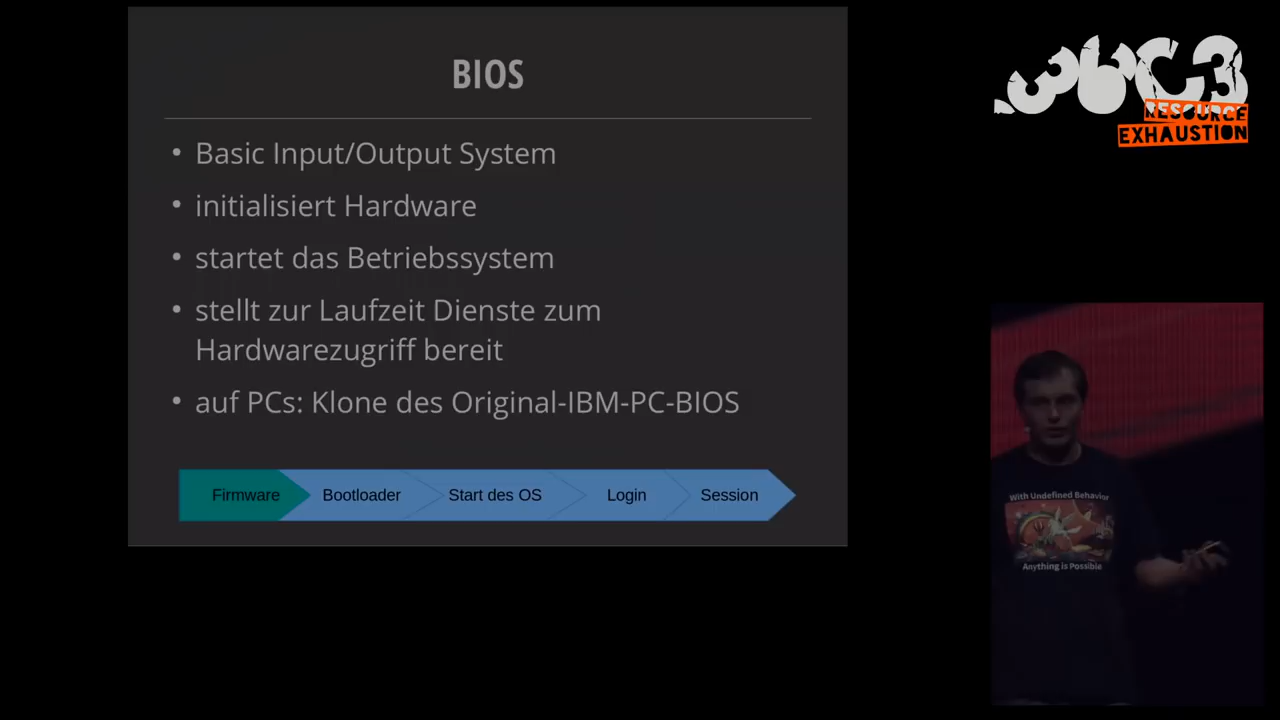 BIOS
• Basic Input/Output System
• initialisiert Hardware
• startet das Betriebssystem
• stellt zur Laufzeit Dienste zum
Hardwarezugriff bereit
• auf PCs: Klone des Original-IBM-PC-BIOS
Firmware Bootloader Start des OS Login Session
36C3
RESOURCE
EXHAUSTION
With Undefined Behavior
Anything is Possible